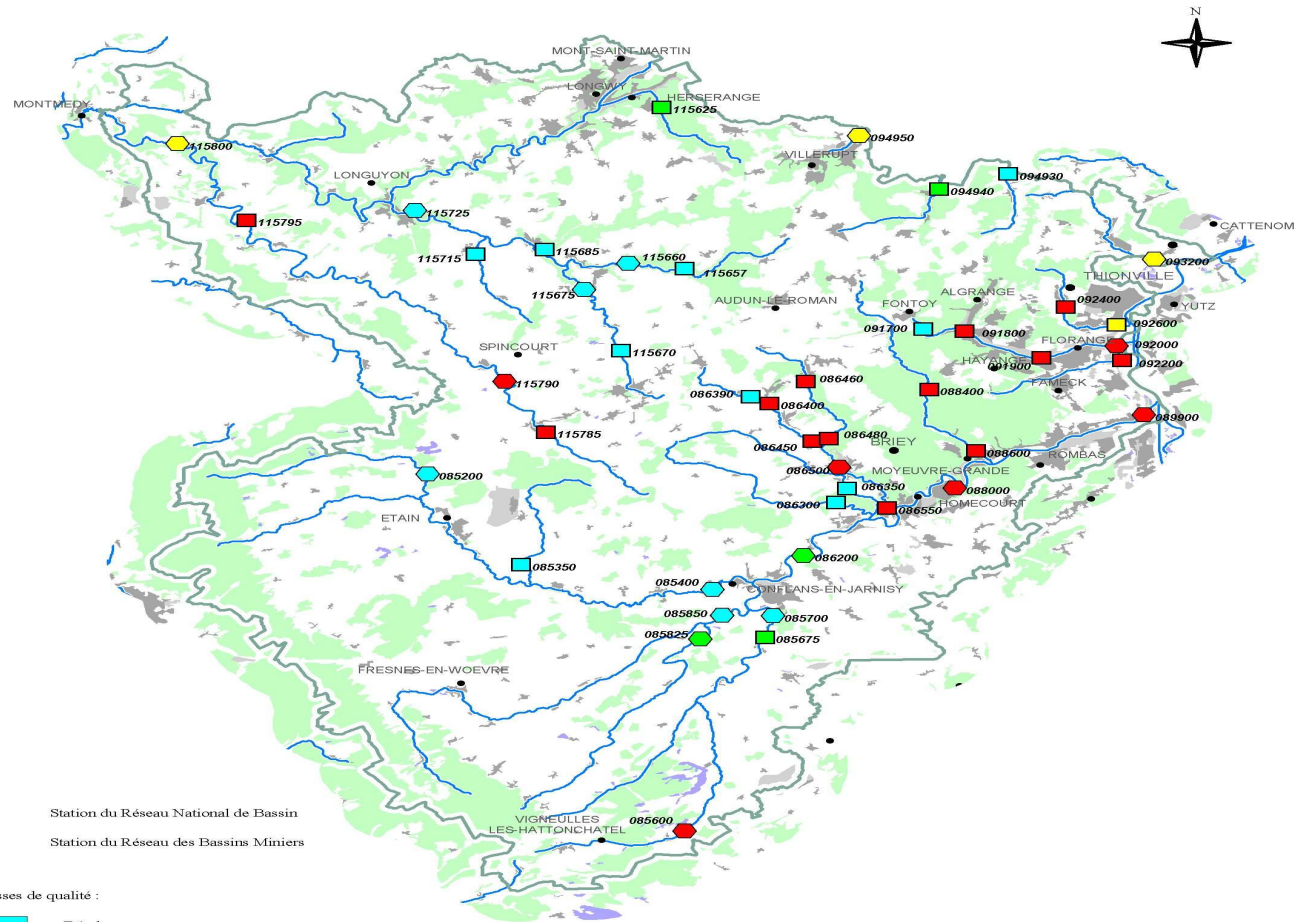 N
MONT-SAINT-MARTIN
LONGWY
HERSERANGE
115625
MONTMEDY
115800
094950
VILLERUPT
LONGUYON
094930
094940
115725
115795
CATTENOM
115715
115685
115660
115657
093200
115675
THIONVILLE
AUDUN-LE-ROMAN
ALGRANGE
FONTOY
092400
YUTZ
091700
091800
092600
FLORANGE
092000
SPINCOURT
115670
HAYANGE
091900
092200
115790
086460
FAMECK
086390
086400
088400
089900
115785
086450
086480
BRIEY
088600
ROMBAS
086500
MOYEUVRE-GRANDE
085200
086350
088000
086300
HOMECOURT
086550
ETAIN
086200
085350
085400
CONFLANS-EN-JARNISY
085850
085700
085825
085675
FRESNES-EN-WOEVRE
Station du Réseau National de Bassin
Station du Réseau des Bassins Miniers
VIGNEULLES
LES-HATTONCHATEL
085600
sses de qualité :